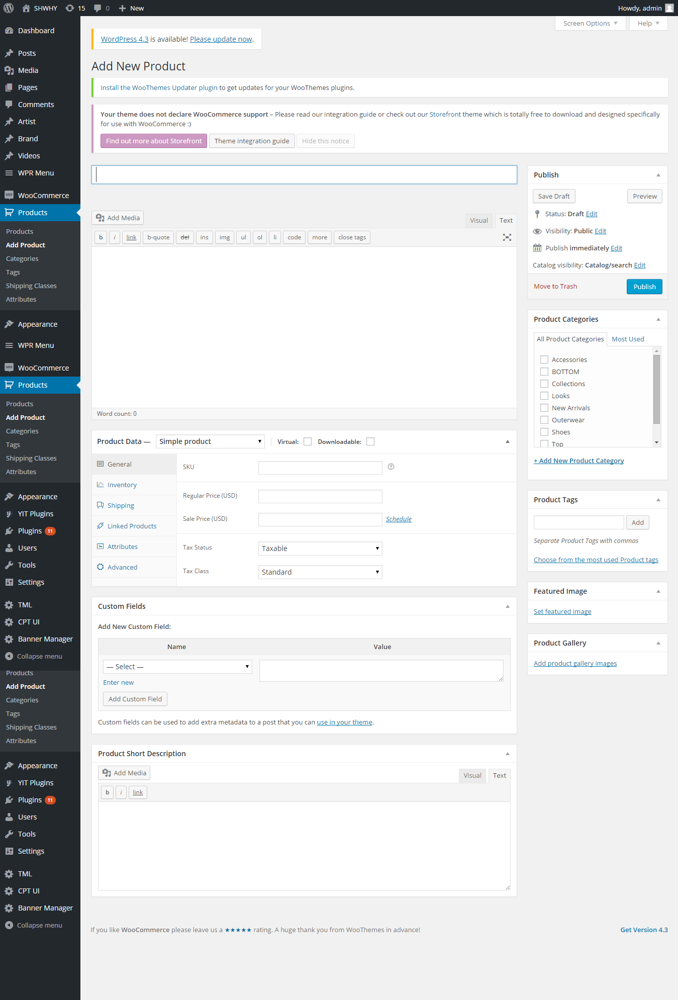 SHWHY 15 0 New Howdy, admin
Dashboard
Posts
Media
Pages
Comments
Artist
Brand
Videos
WPR Menu
WooCommerce
Products
Products
Add Product
Categories
Tags
Shipping Classes
Attributes
Appearance
WPR Menu
WooCommerce
Products
Products
Add Product
Categories
Tags
Shipping Classes
Attributes
Appearance
YIT Plugins
Plugins 11
Users
Tools
Settings
TML
CPT UI
Banner Manager
Collapse menu
Products
Add Product
Categories
Tags
Shipping Classes
Attributes
Appearance
YIT Plugins
Plugins 11
Users
Tools
Settings
TML
CPT UI
Banner Manager
Collapse menu
Screen Options Help
WordPress 4.3 is available! Please update now.
Add New Product
Install the WooThemes Updater plugin to get updates for your WooThemes plugins.
Your theme does not declare WooCommerce support – Please read our integration guide or check out our Storefront theme which is totally free to download and designed specifically
for use with WooCommerce :)
Find out more about Storefront Theme integration guide Hide this notice
Add Media Visual Text
b i link b-quote del ins img ul ol li code more close tags
Word count: 0
Product Data — Simple product Virtual: Downloadable:
General
Inventory
Shipping
Linked Products
Attributes
Advanced
SKU
Regular Price (USD)
Sale Price (USD) Schedule
Tax Status Taxable
Tax Class Standard
Custom Fields
Add New Custom Field:
Name Value
— Select —
Enter new
Add Custom Field
Custom fields can be used to add extra metadata to a post that you can use in your theme.
Product Short Description
Add Media Visual Text
b i link
Publish
Save Draft Preview
Status: Draft Edit
Visibility: Public Edit
Publish immediately Edit
Catalog visibility: Catalog/search Edit
Move to Trash Publish
Product Categories
All Product Categories Most Used
Accessories
BOTTOM
Collections
Looks
New Arrivals
Outerwear
Shoes
Top
+ Add New Product Category
Product Tags
Add
Separate Product Tags with commas
Choose from the most used Product tags
Featured Image
Set featured image
Product Gallery
Add product gallery images
If you like WooCommerce please leave us a ★★★★★ rating. A huge thank you from WooThemes in advance! Get Version 4.3